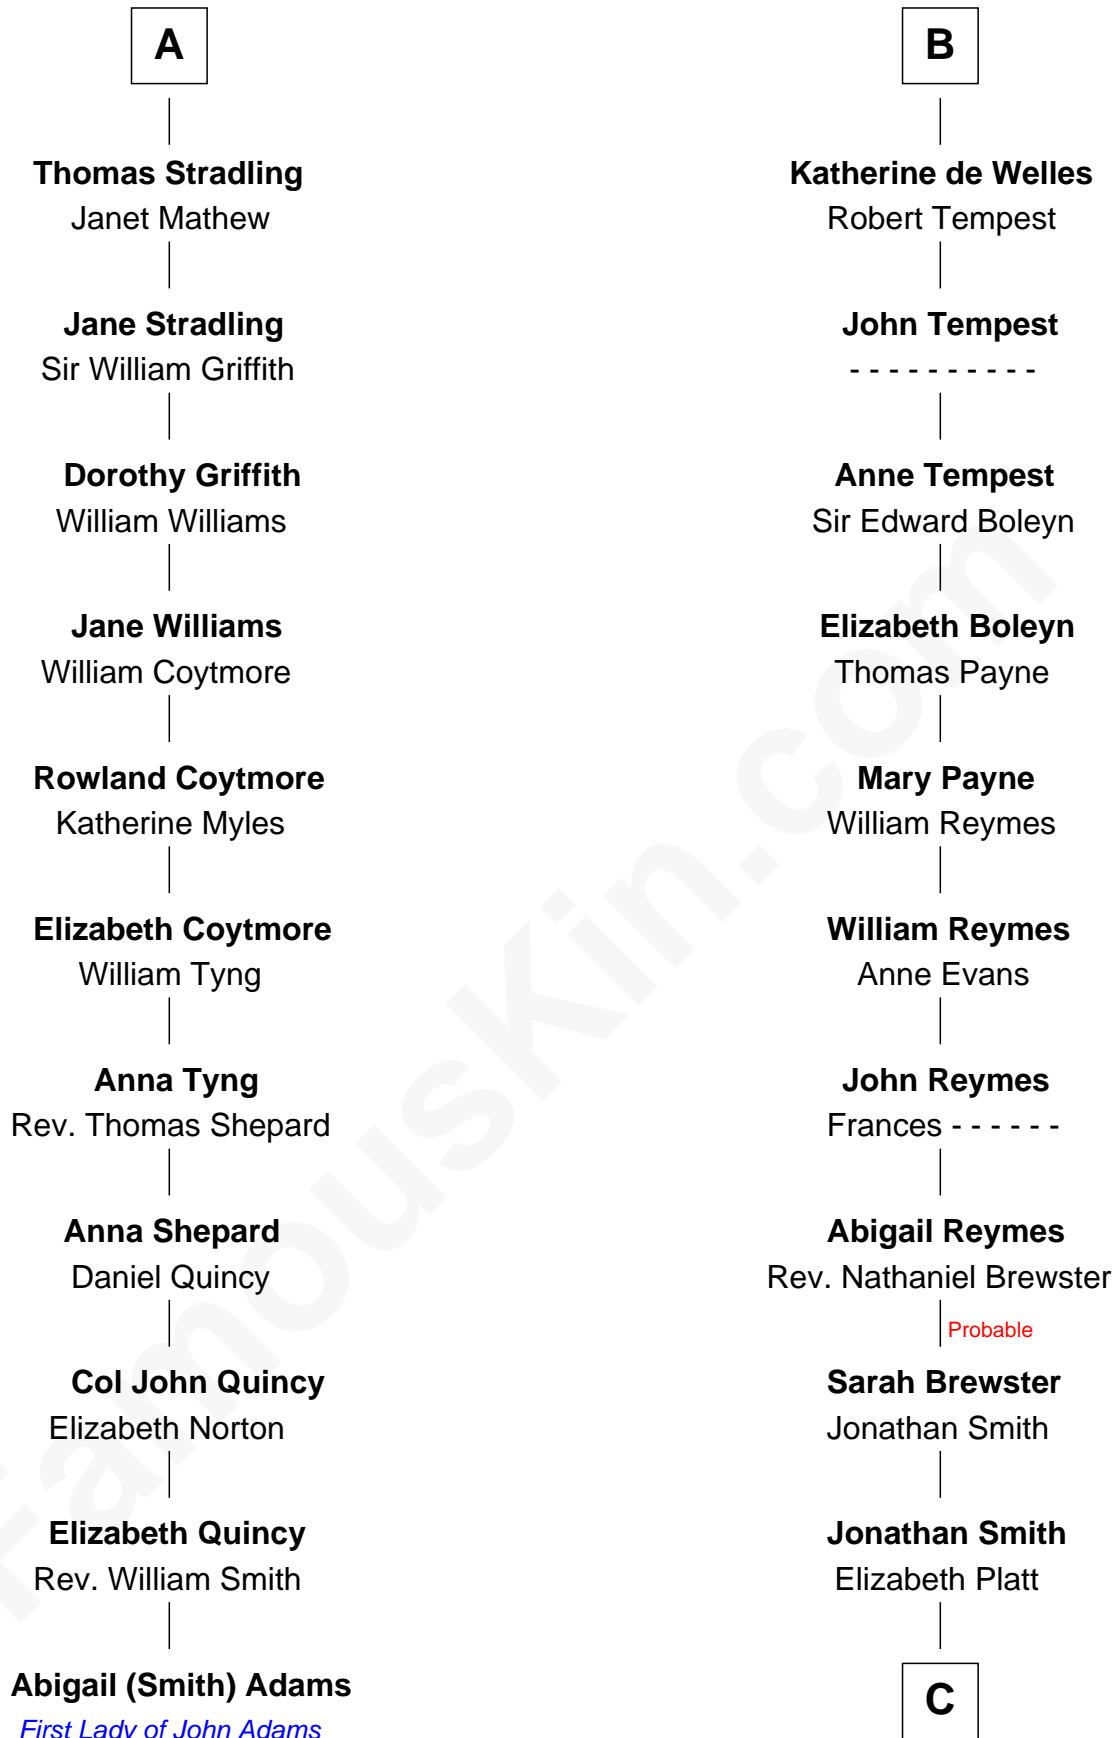 A
Thomas Stradling
Janet Mathew
Jane Stradling
Sir William Griffith
Dorothy Griffith
William Williams
Jane Williams
William Coytmore
Rowland Coytmore
Katherine Myles
Elizabeth Coytmore
William Tyng
Anna Tyng
Rev. Thomas Shepard
Anna Shepard
Daniel Quincy
Col John Quincy
Elizabeth Norton
Elizabeth Quincy
Rev. William Smith
Abigail (Smith) Adams
First Lady of John Adams
B
Katherine de Welles
Robert Tempest
John Tempest
- - - - - - - - - -
Anne Tempest
Sir Edward Boleyn
Elizabeth Boleyn
Thomas Payne
Mary Payne
William Reymes
William Reymes
Anne Evans
John Reymes
Frances - - - - - -
Abigail Reymes
Rev. Nathaniel Brewster
Probable
Sarah Brewster
Jonathan Smith
Jonathan Smith
Elizabeth Platt
C
FamousKin.com